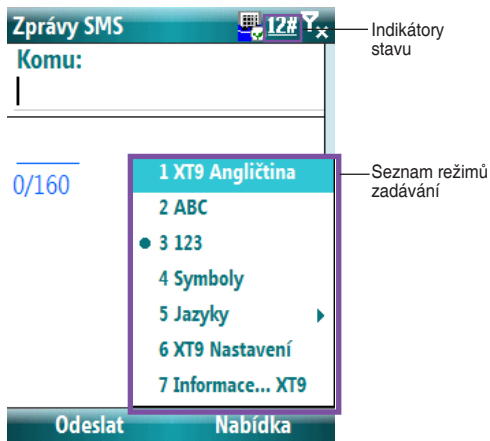 Zprávy SMS 12#
Indikátory
stavu
Komu:
0/160
Seznam režimů
zadávání
1 XT9 Angličtina
2 ABC
3 123
4 Symboly
5 Jazyky
6 XT9 Nastavení
7 Informace... XT9
Odeslat Nabídka